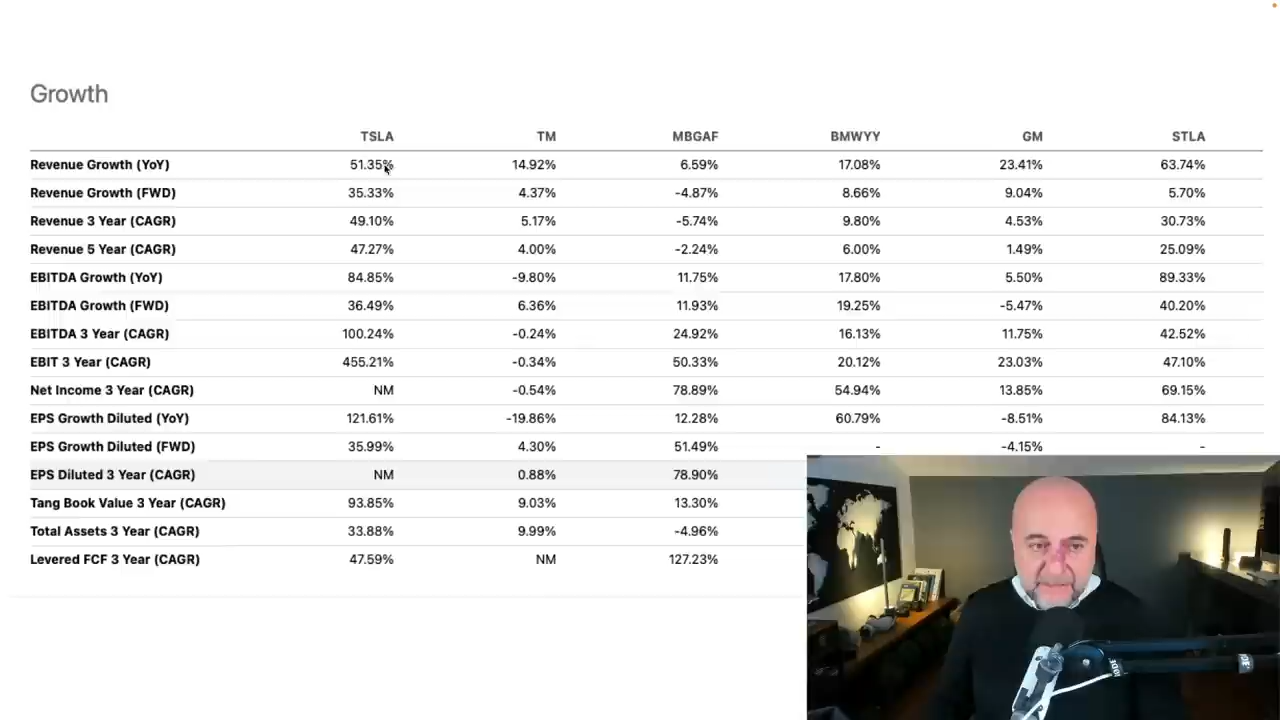 Growth
TSLA TM MBGAF BMWYY GM STLA
Revenue Growth (YoY) 51.35% 14.92% 6.59% 17.08% 23.41% 63.74%
Revenue Growth (FWD) 35.33% 4.37% -4.87% 8.66% 9.04% 5.70%
Revenue 3 Year (CAGR) 49.10% 5.17% -5.74% 9.80% 4.53% 30.73%
Revenue 5 Year (CAGR) 47.27% 4.00% -2.24% 6.00% 1.49% 25.09%
EBITDA Growth (YoY) 84.85% -9.80% 11.75% 17.80% 5.50% 89.33%
EBITDA Growth (FWD) 36.49% 6.36% 11.93% 19.25% -5.47% 40.20%
EBITDA 3 Year (CAGR) 100.24% -0.24% 24.92% 16.13% 11.75% 42.52%
EBIT 3 Year (CAGR) 455.21% -0.34% 50.33% 20.12% 23.03% 47.10%
Net Income 3 Year (CAGR) NM -0.54% 78.89% 54.94% 13.85% 69.15%
EPS Growth Diluted (YoY) 121.61% -19.86% 12.28% 60.79% -8.51% 84.13%
EPS Growth Diluted (FWD) 35.99% 4.30% 51.49% - -4.15% -
EPS Diluted 3 Year (CAGR) NM 0.88% 78.90%
Tang Book Value 3 Year (CAGR) 93.85% 9.03% 13.30%
Total Assets 3 Year (CAGR) 33.88% 9.99% -4.96%
Levered FCF 3 Year (CAGR) 47.59% NM 127.23%